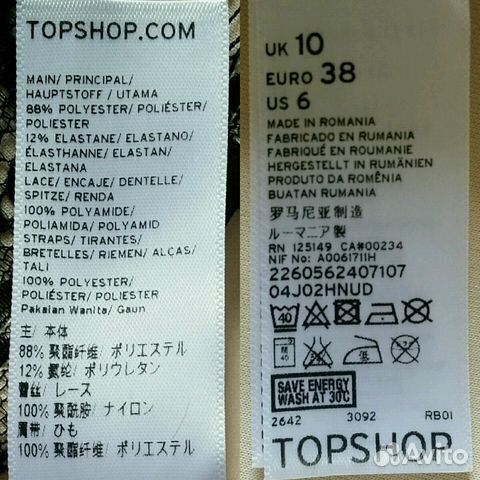 TOPSHOP.COM
MAIN/ PRINCIPAL/
HAUPTSTOFF / UTAMA
88% POLYESTER/ POLIÉSTER/
POLIESTER
12% ELASTANE/ ELASTANO/
ÉLASTHANNE/ ELASTAN/
ELASTANA
LACE/ ENCAJE/ DENTELLE/
SPITZE/ RENDA
100% POLYAMIDE/
POLIAMIDA/ POLYAMID
STRAPS/ TIRANTES/
BRETELLES/ RIEMEN/ ALÇAS/
TALI
100% POLYESTER/
POLIÉSTER/ POLIESTER
Pakaian Wanita/ Gaun
主/ 本体
88% 聚酯纤维/ ポリエステル
12% 氨纶/ ポリウレタン
蕾丝/ レース
100% 聚酰胺/ ナイロン
肩带/ ひも
100% 聚酯纤维/ ポリエステル
UK 10
EURO 38
US 6
MADE IN ROMANIA
FABRICADO EN RUMANIA
FABRIQUÉ EN ROUMANIE
HERGESTELLT IN RUMÄNIEN
PRODUTO DA ROMÊNIA
BUATAN RUMANIA
罗马尼亚制造
ルーマニア製
RN 125149 CA#00234
NIF No: A0061711H
2260562407107
04J02HNUD
40
40
SAVE ENERGY
WASH AT 30°C
2642 3092 RB01
TOPSHOP
Avito